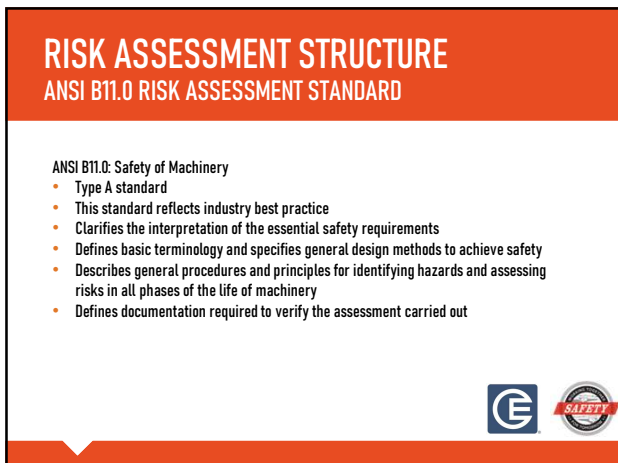 RISK ASSESSMENT STRUCTURE
ANSI B11.0 RISK ASSESSMENT STANDARD
ANSI B11.0: Safety of Machinery
• Type A standard
• This standard reflects industry best practice
• Clarifies the interpretation of the essential safety requirements
• Defines basic terminology and specifies general design methods to achieve safety
• Describes general procedures and principles for identifying hazards and assessing
risks in all phases of the life of machinery
• Defines documentation required to verify the assessment carried out
SAFETY